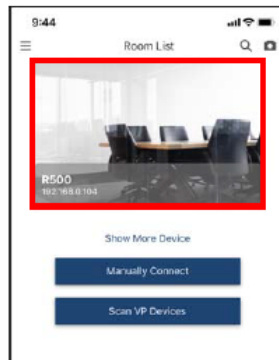 9:44
Room List
R500
192.168.0.104
Show More Device
Manually Connect
Scan VP Devices